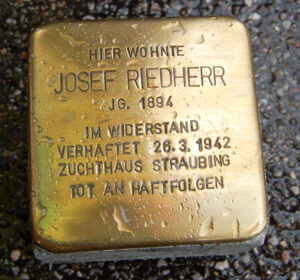 HIER WOHNTE
JOSEF RIEDHERR
JG. 1894
IM WIDERSTAND
VERHAFTET 26.3.1942
ZUCHTHAUS STRAUBING
TOT AN HAFTFOLGEN